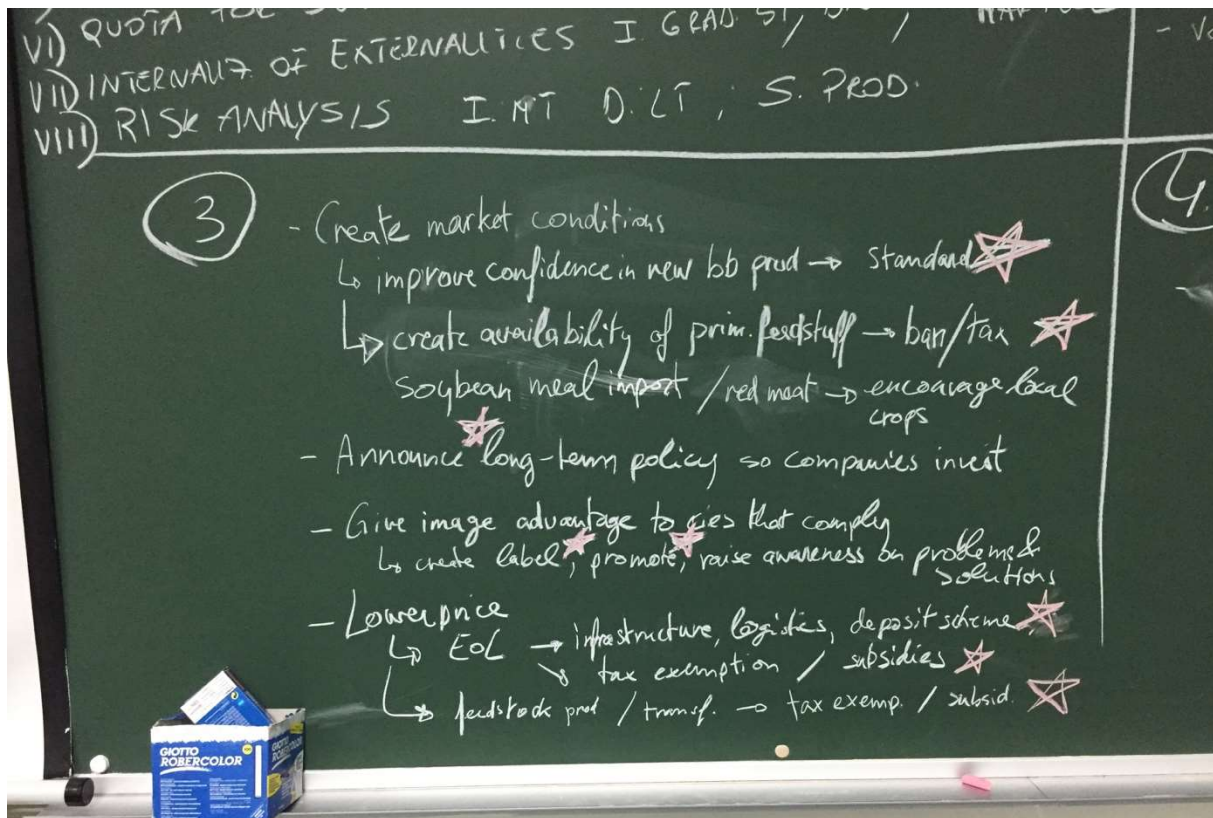 VI) QUOTA FOR
VII) INTERNALIZ. OF EXTERNALITICES I. GRAD. ST,
VIII) RISK ANALYSIS I. MT D. LT, S. PROD.
3
- Create market conditions
↳ improve confidence in new bb prod → standard
↳ create availability of prim. feedstuff → ban/tax
soybean meal import / red meat → encourage local
crops
- Announce long-term policy so companies invest
- Give image advantage to cies that comply
↳ create label, promote, raise awareness on problems &
solutions
- Lower price
↳ EoL → infrastructure, logistics, deposit scheme,
↘ tax exemption / subsidies
↳ feedstock prod / transf. → tax exemp. / subsid.
4.
GIOTTO
ROBERCOLOR